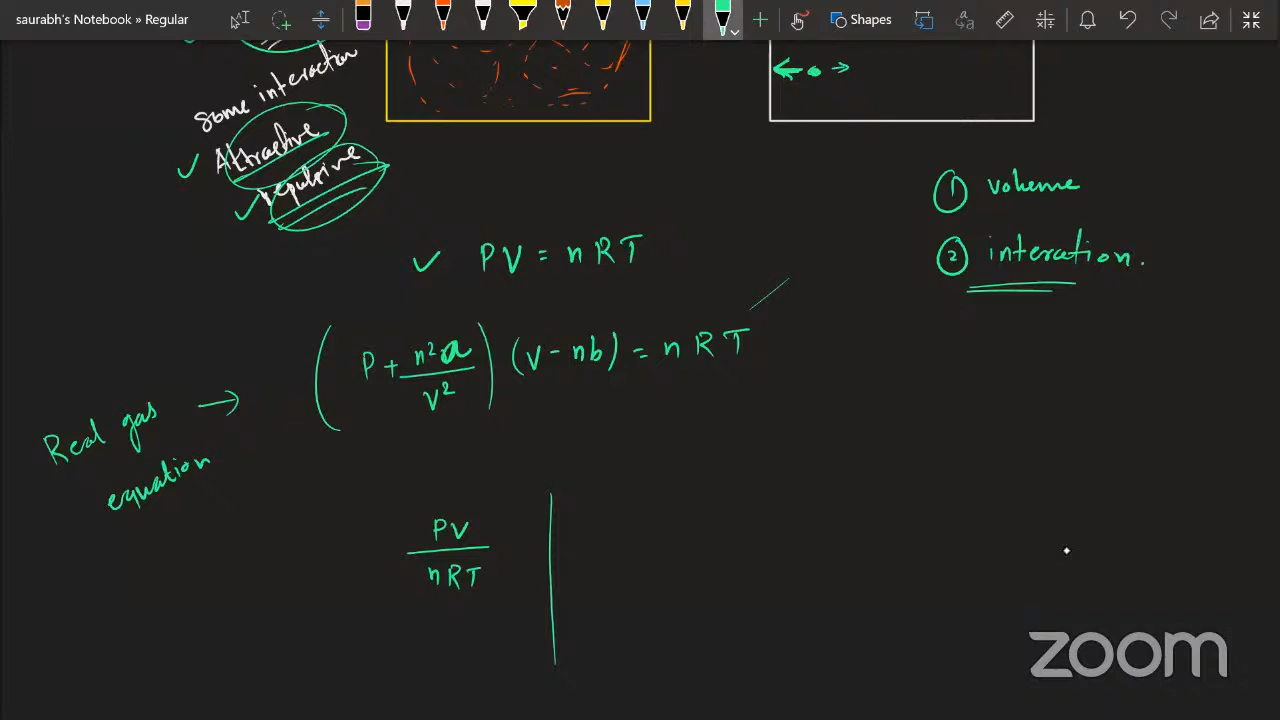 saurabh's Notebook » Regular
Shapes
Some interaction
Attractive
repulsive
① volume
② interation.
PV = nRT
(P + n²a/v²) (v - nb) = nRT
Real gas →
equation
PV/nRT
zoom